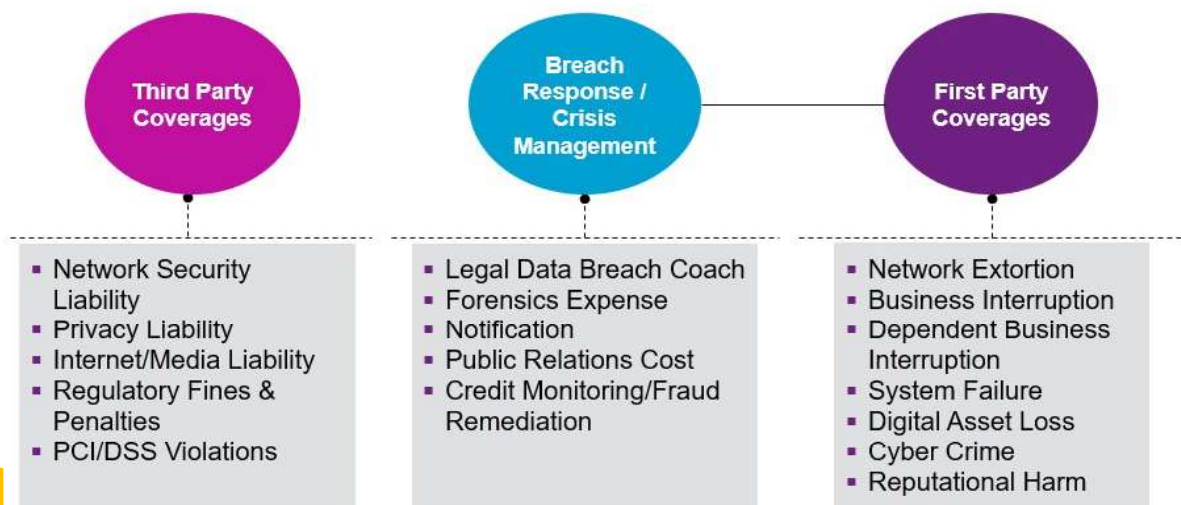 Third Party
Coverages
Breach
Response /
Crisis
Management
First Party
Coverages
▪ Network Security
Liability
▪ Privacy Liability
▪ Internet/Media Liability
▪ Regulatory Fines &
Penalties
▪ PCI/DSS Violations
▪ Legal Data Breach Coach
▪ Forensics Expense
▪ Notification
▪ Public Relations Cost
▪ Credit Monitoring/Fraud
Remediation
▪ Network Extortion
▪ Business Interruption
▪ Dependent Business
Interruption
▪ System Failure
▪ Digital Asset Loss
▪ Cyber Crime
▪ Reputational Harm